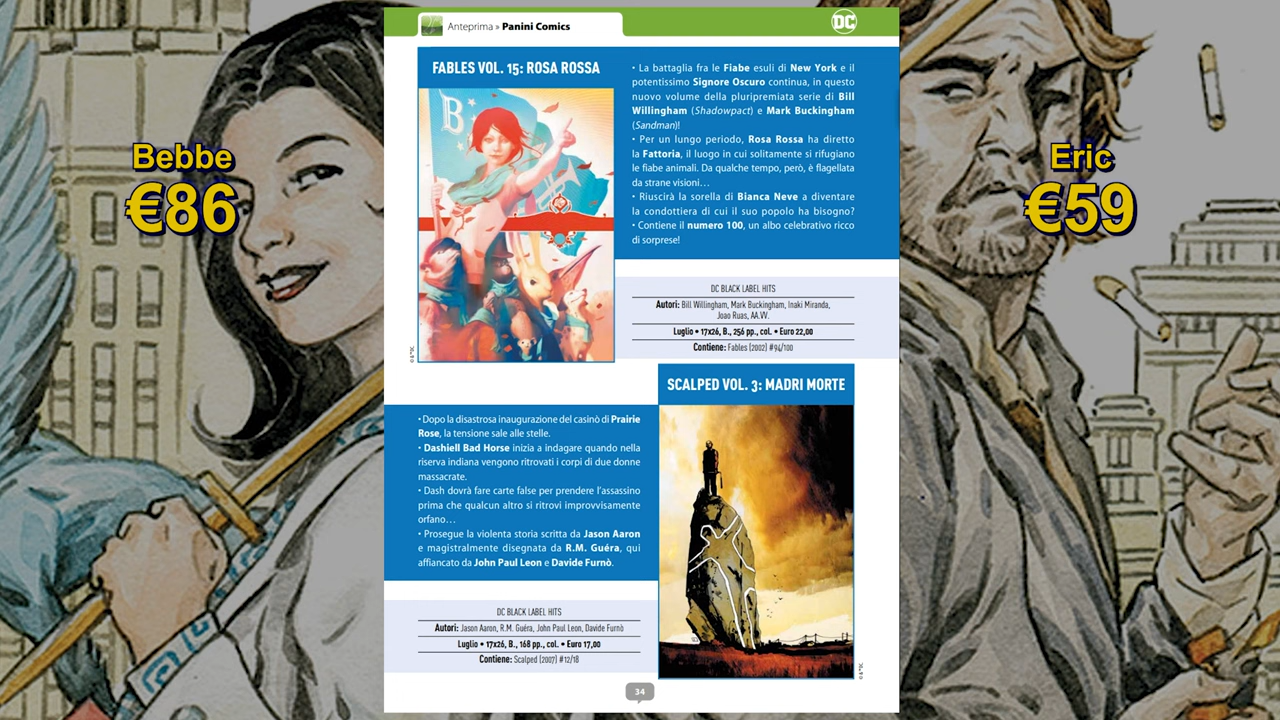 Anteprima » Panini Comics
DC
Bebbe
€86
Eric
€59
FABLES VOL. 15: ROSA ROSSA
B
• La battaglia fra le Fiabe esuli di New York e il
potentissimo Signore Oscuro continua, in questo
nuovo volume della pluripremiata serie di Bill
Willingham (Shadowpact) e Mark Buckingham
(Sandman)!
• Per un lungo periodo, Rosa Rossa ha diretto
la Fattoria, il luogo in cui solitamente si rifugiano
le fiabe animali. Da qualche tempo, però, è flagellata
da strane visioni…
• Riuscirà la sorella di Bianca Neve a diventare
la condottiera di cui il suo popolo ha bisogno?
• Contiene il numero 100, un albo celebrativo ricco
di sorprese!
DC BLACK LABEL HITS
Autori: Bill Willingham, Mark Buckingham, Inaki Miranda,
Joao Ruas, AA.VV.
Luglio • 17x26, B., 256 pp., col. • Euro 22,00
Contiene: Fables (2002) #94/100
© & ™ DC
SCALPED VOL. 3: MADRI MORTE
• Dopo la disastrosa inaugurazione del casinò di Prairie
Rose, la tensione sale alle stelle.
• Dashiell Bad Horse inizia a indagare quando nella
riserva indiana vengono ritrovati i corpi di due donne
massacrate.
• Dash dovrà fare carte false per prendere l'assassino
prima che qualcun altro si ritrovi improvvisamente
orfano…
• Prosegue la violenta storia scritta da Jason Aaron
e magistralmente disegnata da R.M. Guéra, qui
affiancato da John Paul Leon e Davide Furnò.
DC BLACK LABEL HITS
Autori: Jason Aaron, R.M. Guéra, John Paul Leon, Davide Furnò
Luglio • 17x26, B., 168 pp., col. • Euro 17,00
Contiene: Scalped (2007) #12/18
© & ™ DC
34